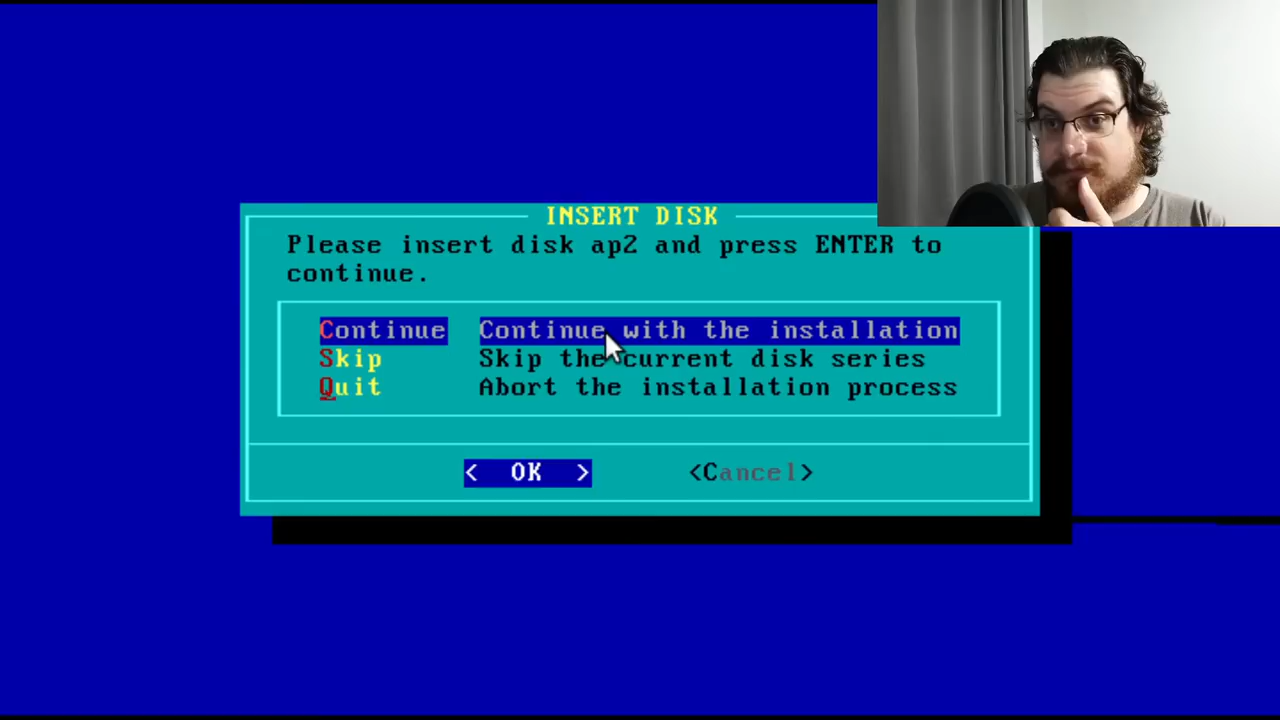 INSERT DISK
Please insert disk ap2 and press ENTER to
continue.
Continue Continue with the installation
Skip Skip the current disk series
Quit Abort the installation process
< OK > <Cancel>